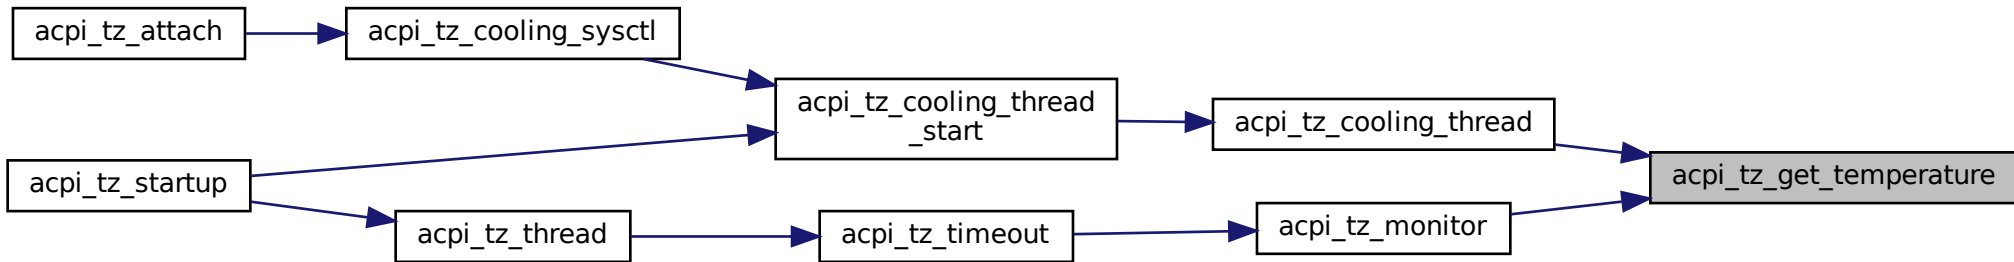 acpi_tz_attach
acpi_tz_cooling_sysctl
acpi_tz_cooling_thread
_start
acpi_tz_cooling_thread
acpi_tz_get_temperature
acpi_tz_startup
acpi_tz_thread
acpi_tz_timeout
acpi_tz_monitor